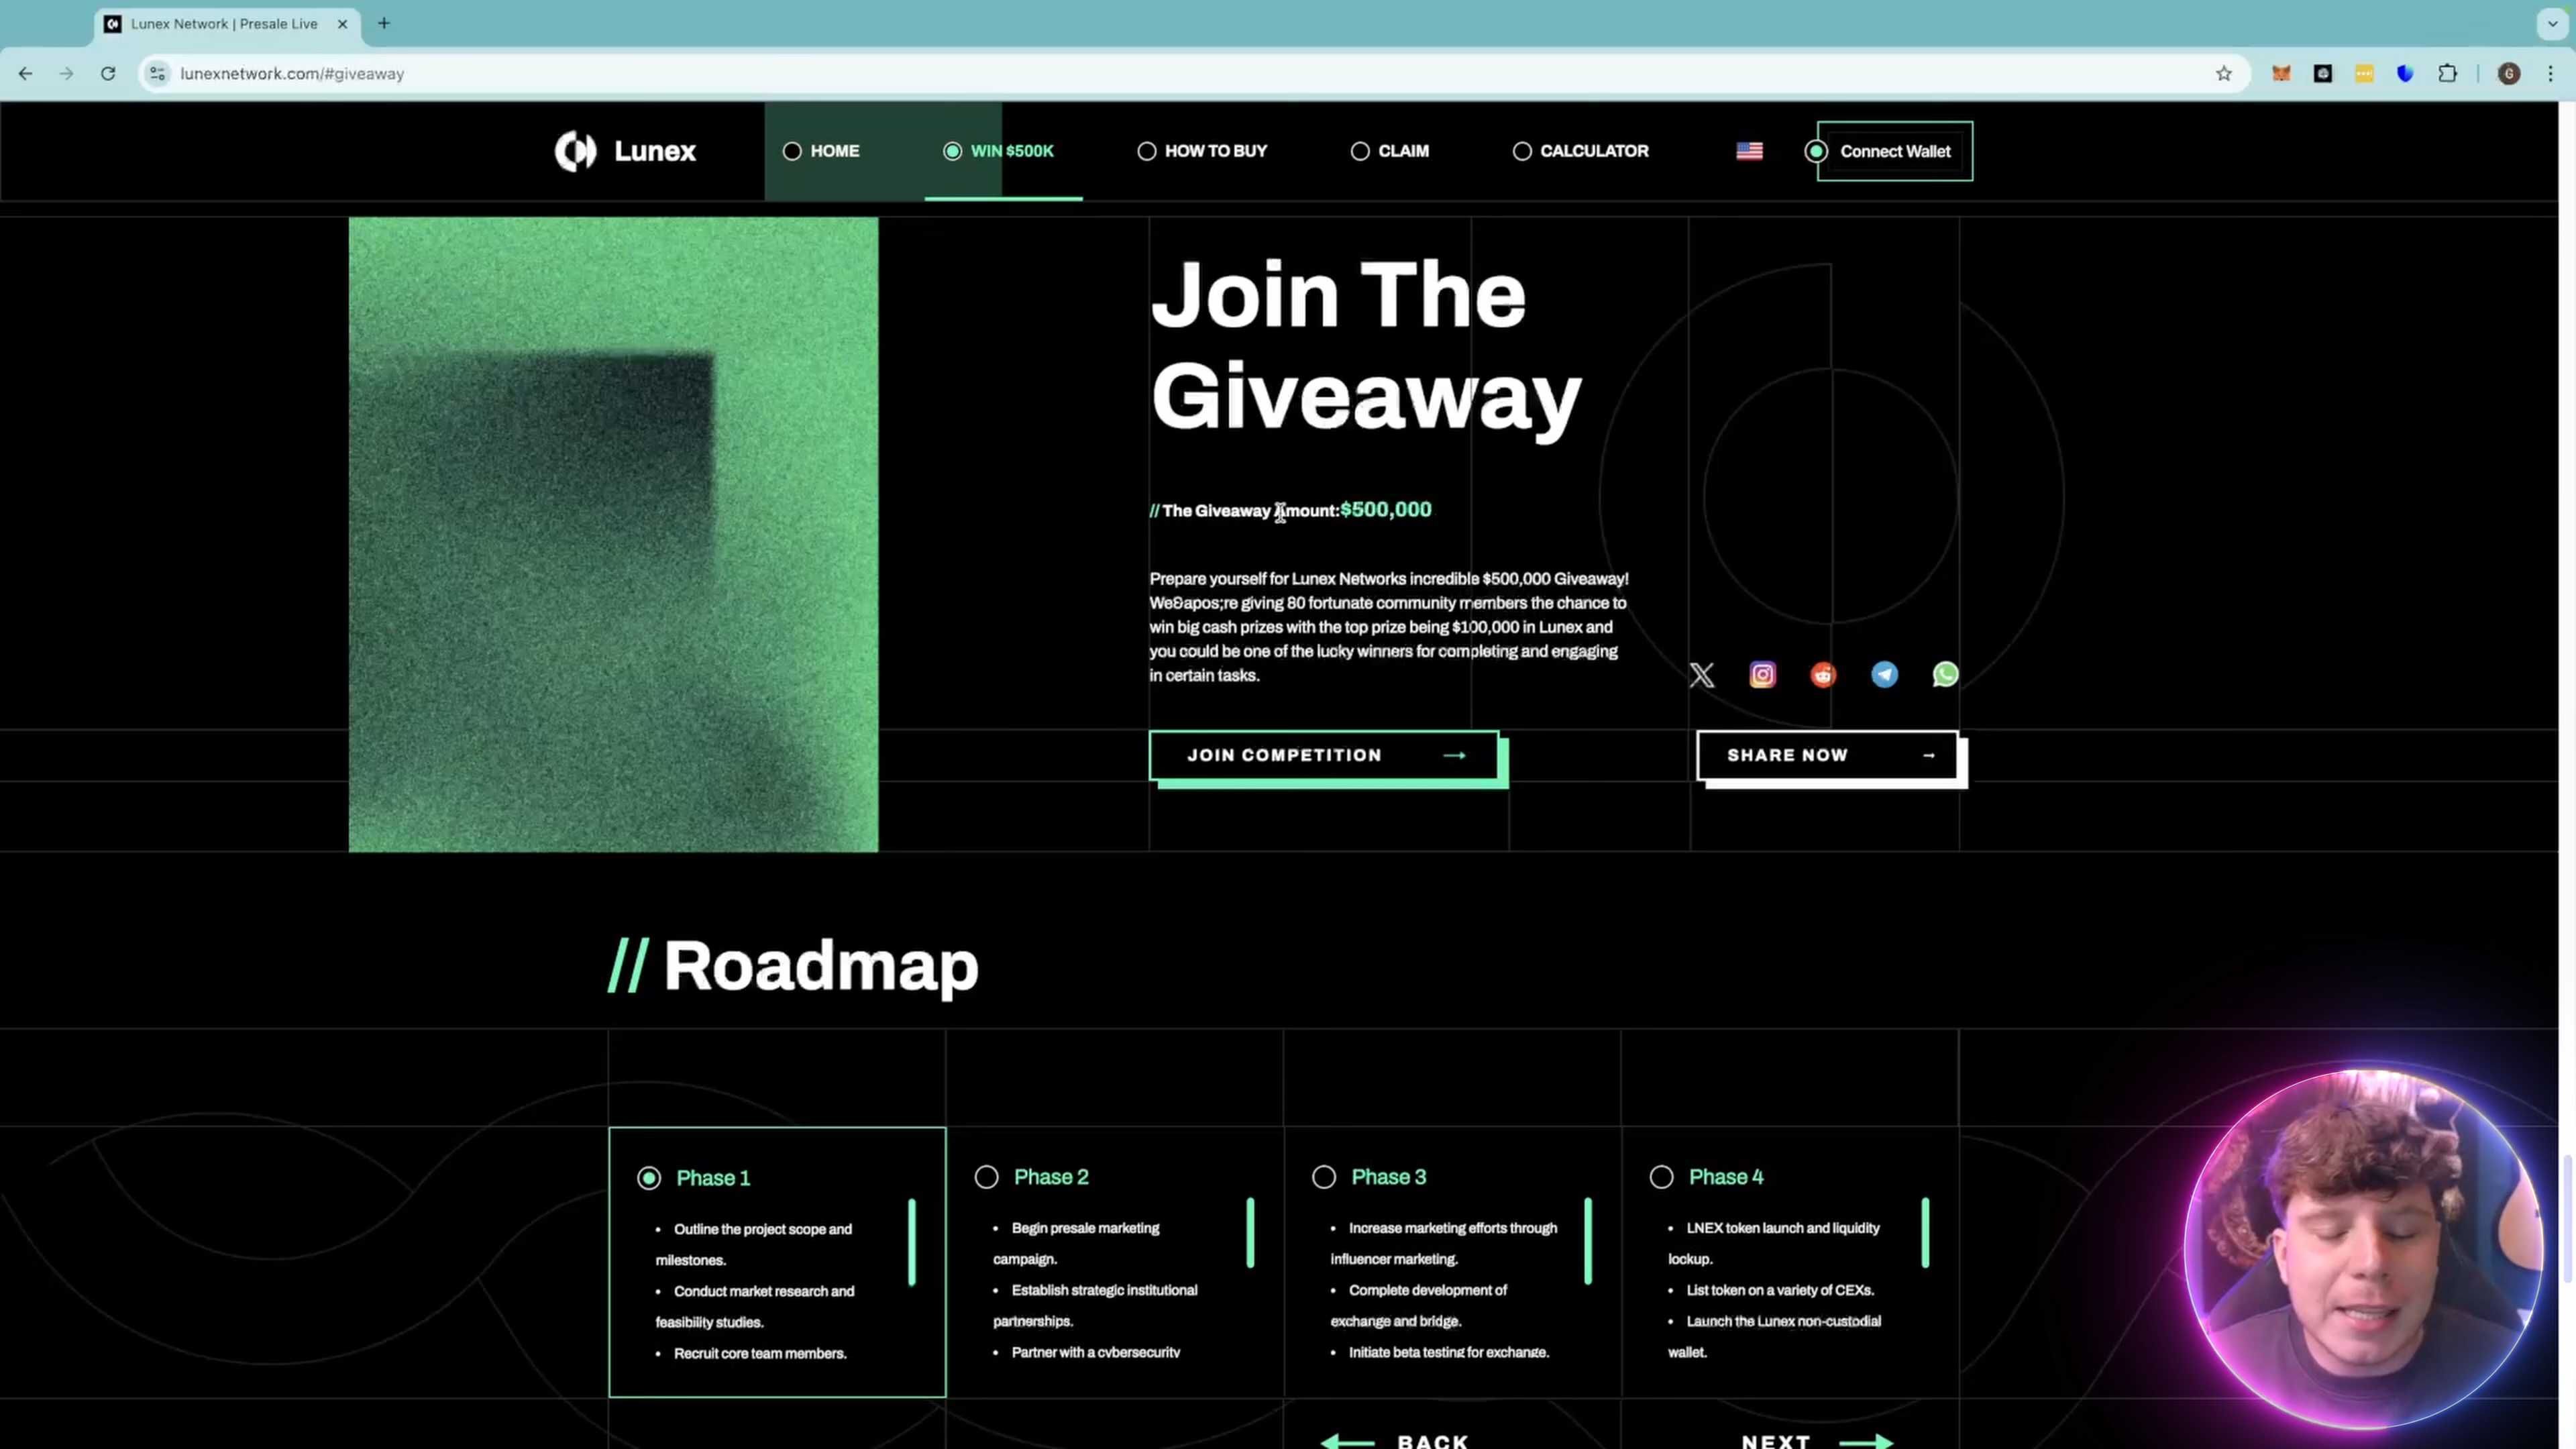 Lunex Network | Presale Live
lunexnetwork.com/#giveaway
G
Lunex
HOME
WIN $500K
HOW TO BUY
CLAIM
CALCULATOR
Connect Wallet
Join The
Giveaway
// The Giveaway Amount:$500,000
Prepare yourself for Lunex Networks incredible $500,000 Giveaway!
We&apos;re giving 80 fortunate community members the chance to
win big cash prizes with the top prize being $100,000 in Lunex and
you could be one of the lucky winners for completing and engaging
in certain tasks.
JOIN COMPETITION →
SHARE NOW →
// Roadmap
Phase 1
• Outline the project scope and
milestones.
• Conduct market research and
feasibility studies.
• Recruit core team members.
Phase 2
• Begin presale marketing
campaign.
• Establish strategic institutional
partnerships.
• Partner with a cybersecurity
Phase 3
• Increase marketing efforts through
influencer marketing.
• Complete development of
exchange and bridge.
• Initiate beta testing for exchange.
Phase 4
• LNEX token launch and liquidity
lockup.
• List token on a variety of CEXs.
• Launch the Lunex non-custodial
wallet.
← BACK
NEXT →